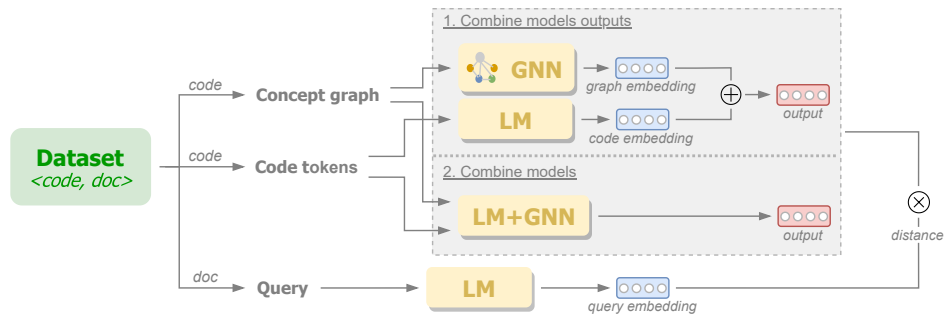 1. Combine models outputs
GNN
graph embedding
code
Concept graph
LM
code embedding
output
code
Code tokens
Dataset
<code, doc>
2. Combine models
LM+GNN
output
distance
doc
Query
LM
query embedding